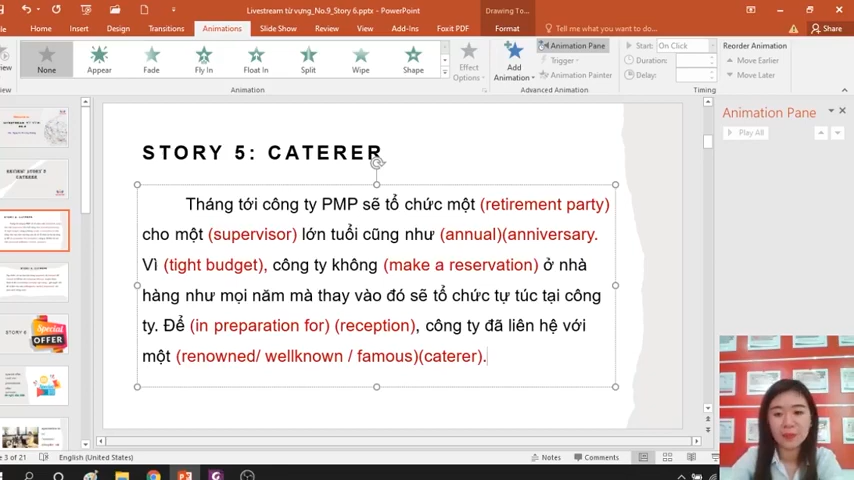 Livestream từ vựng_No.9_Story 6.pptx - PowerPoint
Drawing To...
Home Insert Design Transitions Animations Slide Show Review View Add-Ins Foxit PDF Format Tell me what you want to do... Share
None Appear Fade Fly In Float In Split Wipe Shape
Effect Options
Add Animation
Animation Pane
Trigger
Animation Painter
Start: On Click
Duration:
Delay:
Reorder Animation
Move Earlier
Move Later
Animation Advanced Animation Timing
Animation Pane
Play All
STORY 5: CATERER
Tháng tới công ty PMP sẽ tổ chức một (retirement party)
cho một (supervisor) lớn tuổi cũng như (annual)(anniversary.
Vì (tight budget), công ty không (make a reservation) ở nhà
hàng như mọi năm mà thay vào đó sẽ tổ chức tự túc tại công
ty. Để (in preparation for) (reception), công ty đã liên hệ với
một (renowned/ wellknown / famous)(caterer).
STORY 6
Special
OFFER
e 3 of 21 English (United States) Notes Comments